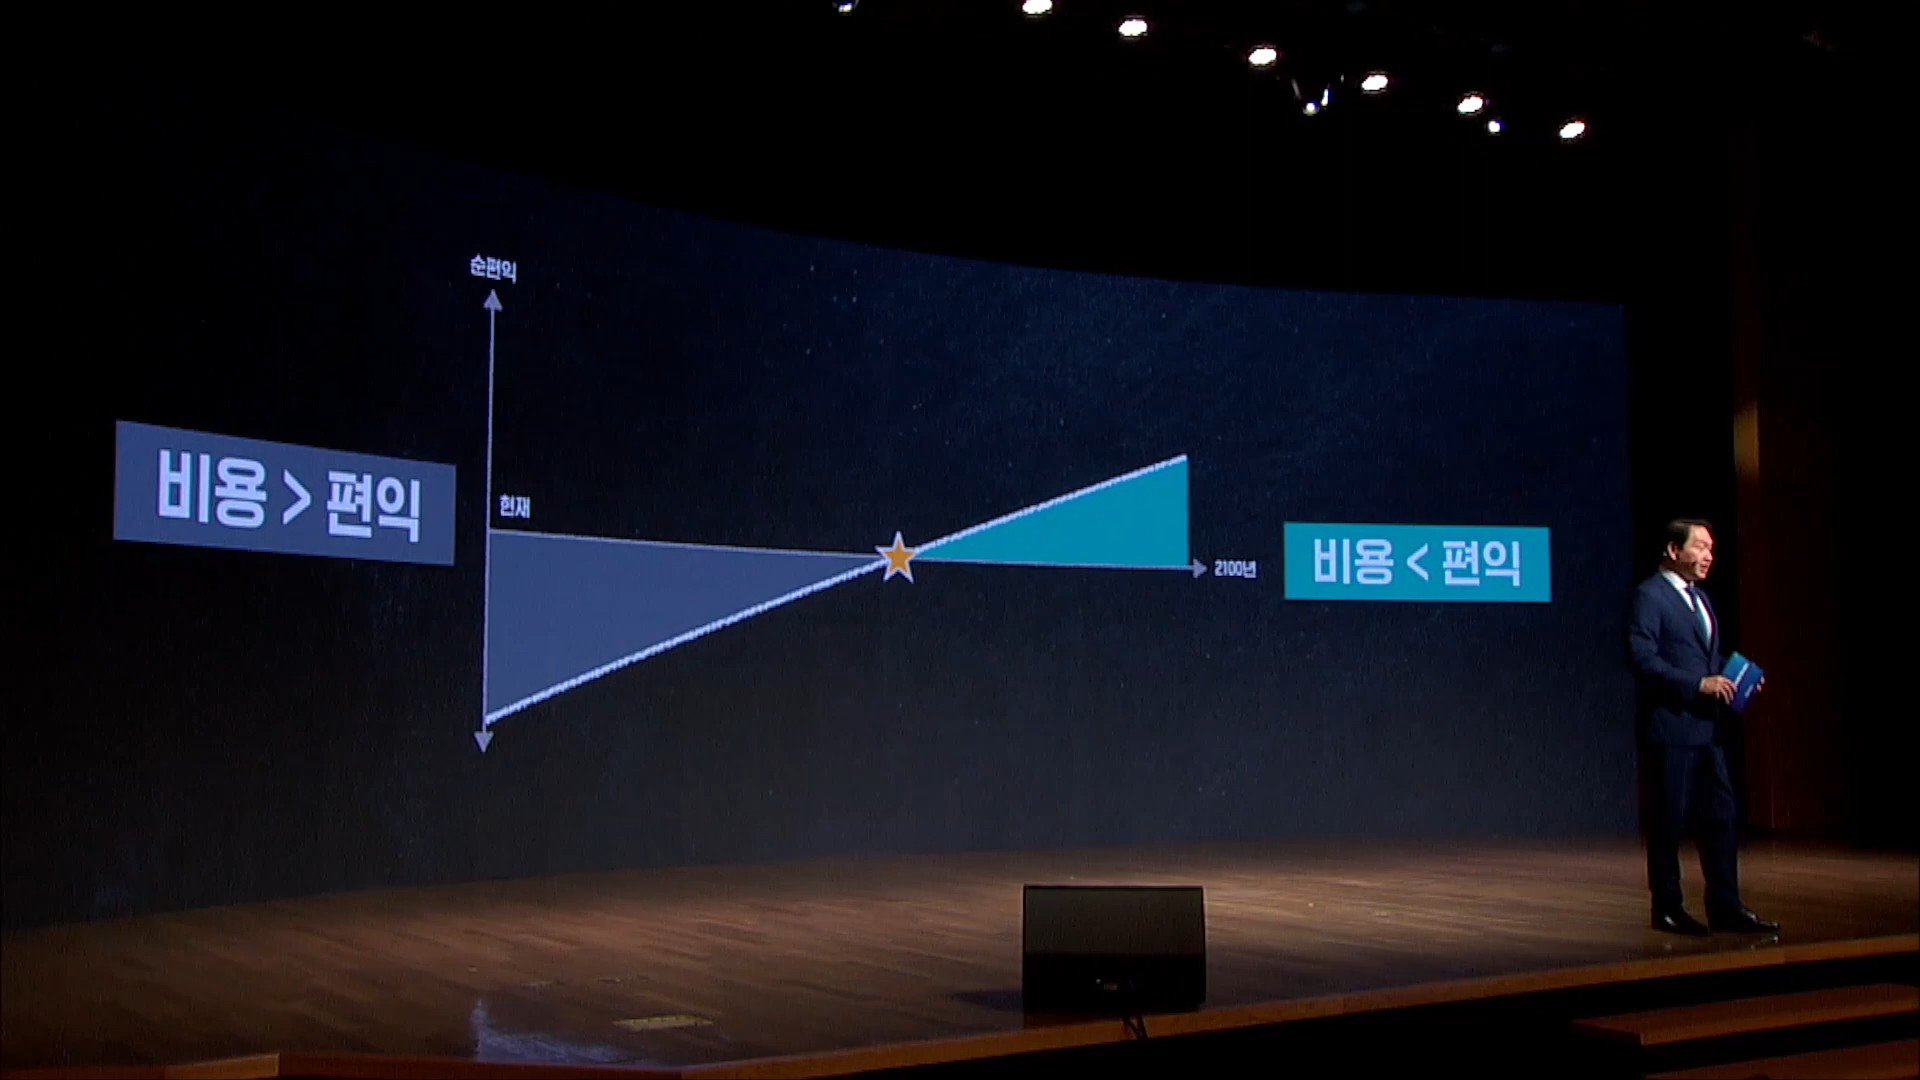 순편익
비용 > 편익
현재
2100년
비용 < 편익